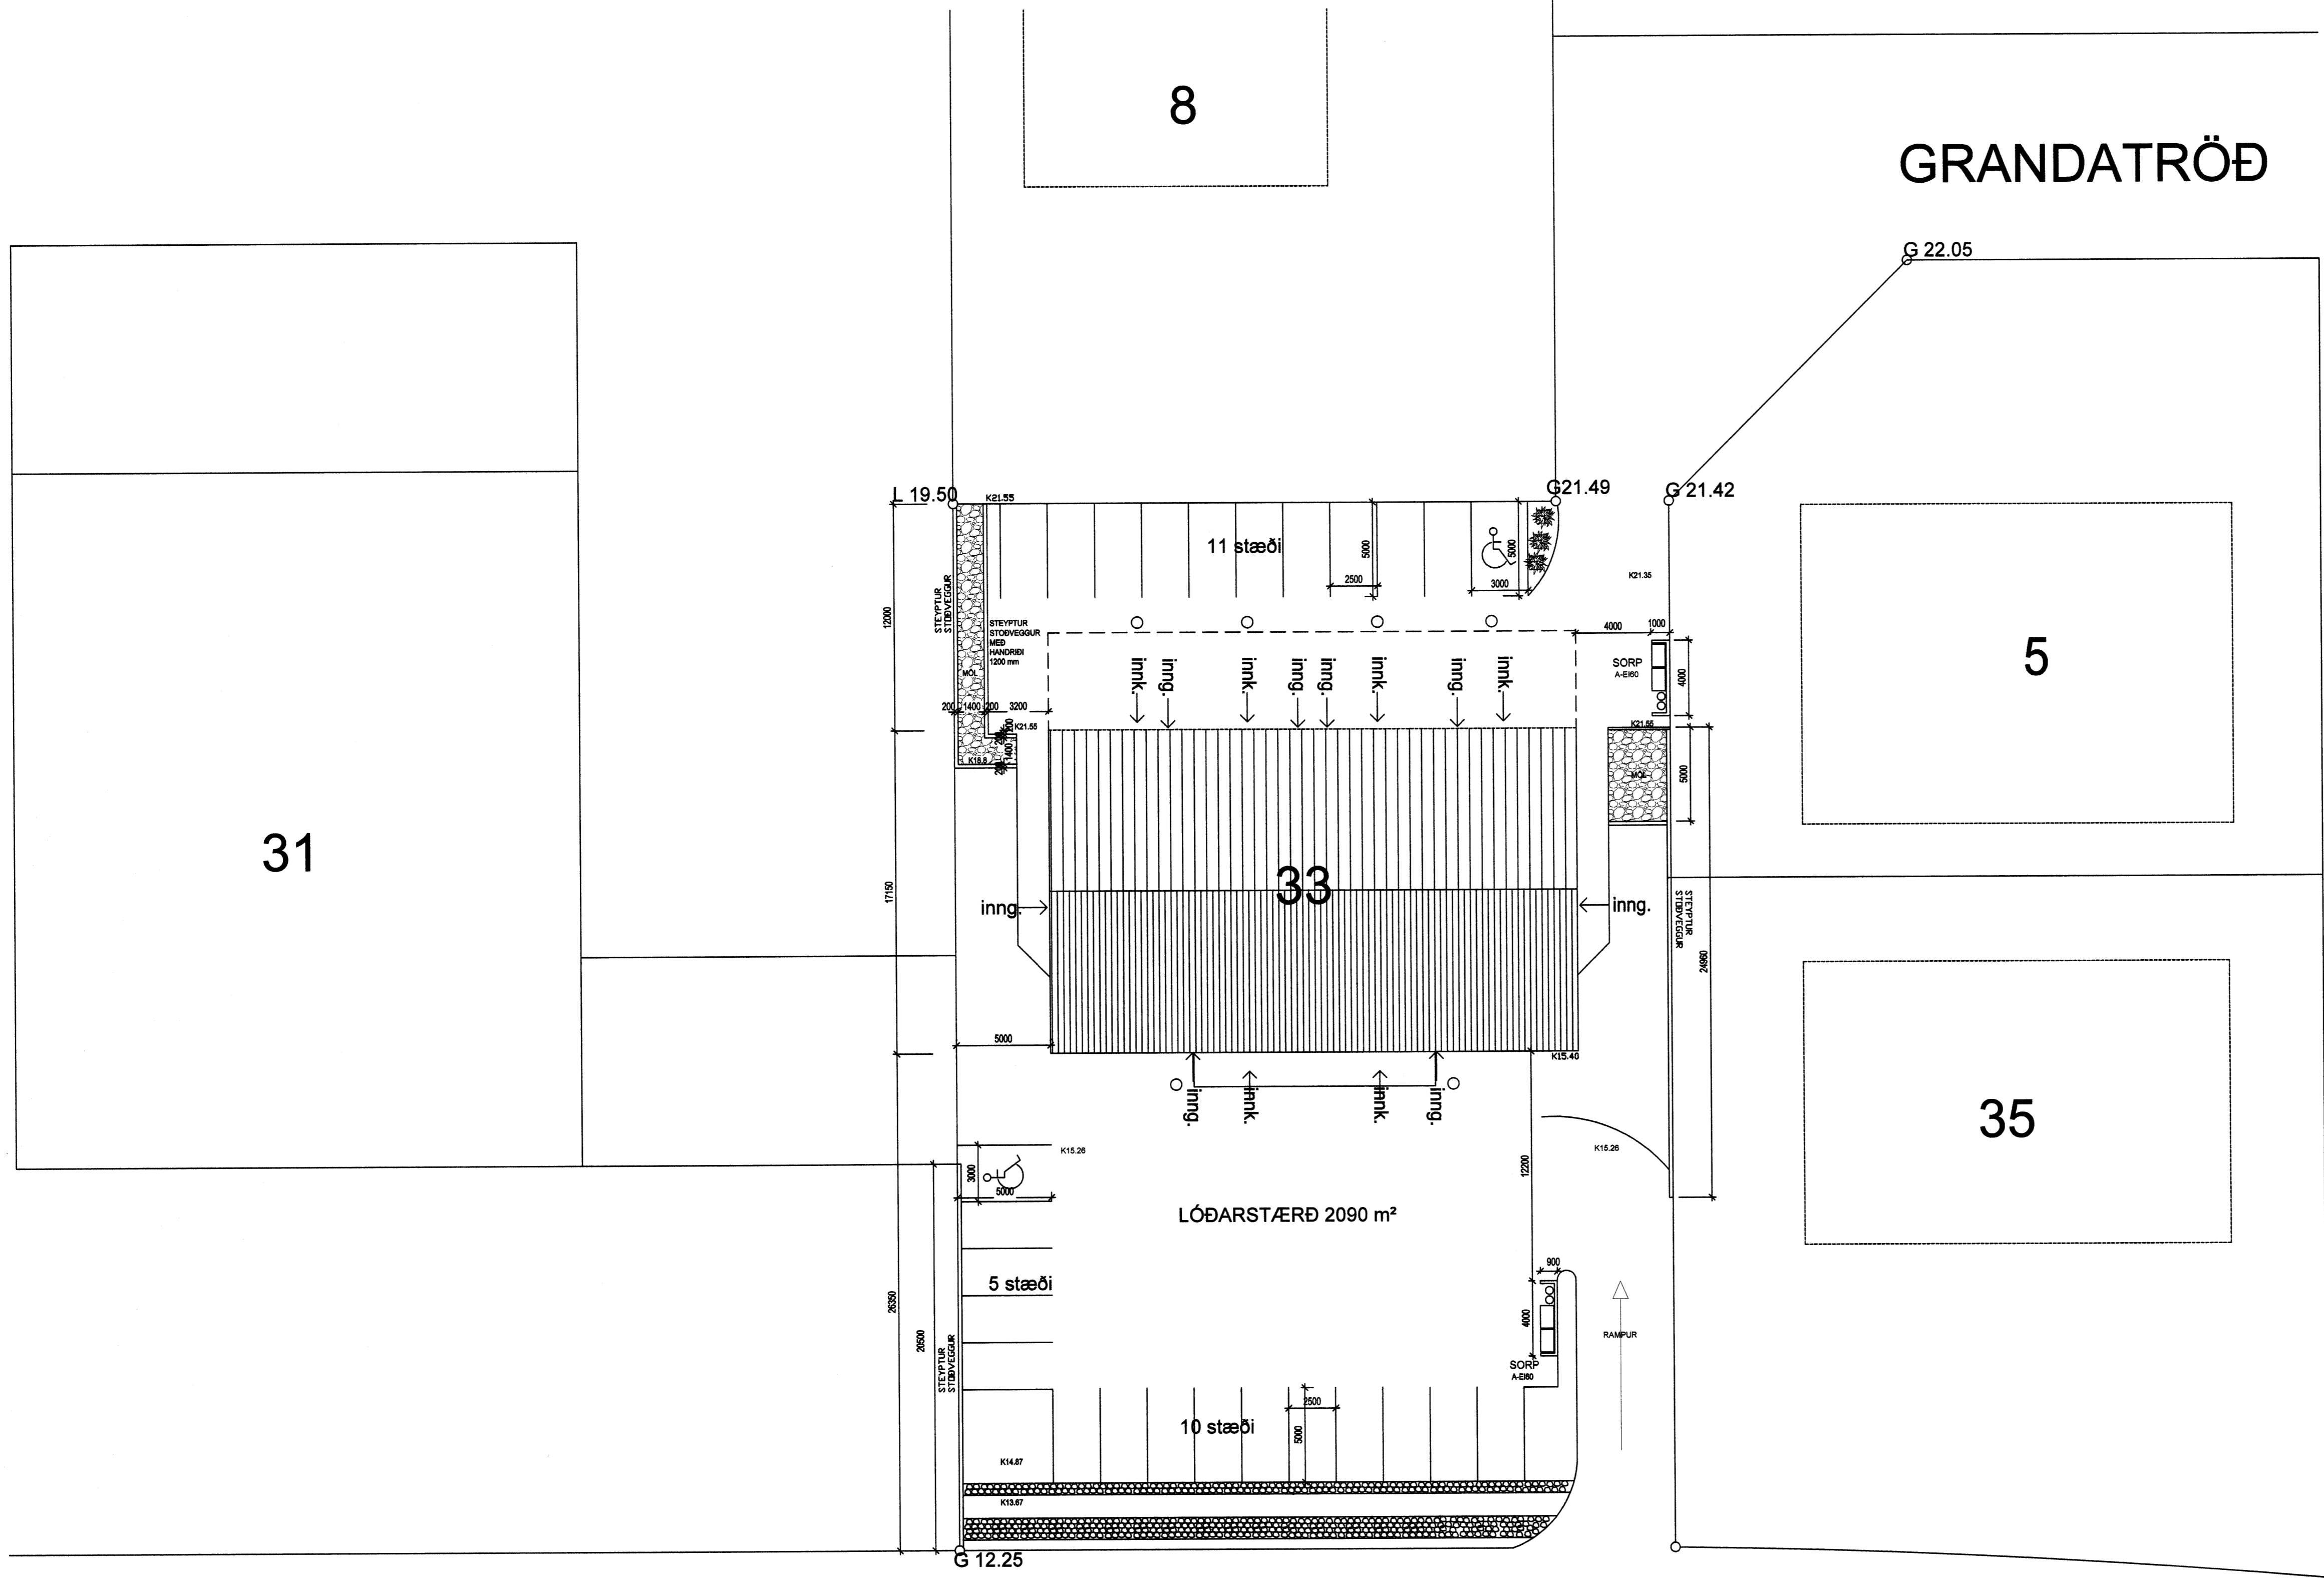 8
GRANDATRÖÐ
G 22.05
L 19.50
K21.55
G21.49
G 21.42
11 stæði
5000
2500
5000
3000
K21.35
12000
STEYPTUR
STOÐVEGGUR
STEYPTUR
STOÐVEGGUR
MEÐ
HANDRIÐI
1200 mm
MÖL
4000
1000
SORP
A-EI60
4000
5
innk.
inng.
innk.
inng.
inng.
innk.
inng.
innk.
200
1400
200
3200
K21.55
200
1400
200
K18.8
K21.55
MÖL
5000
31
33
17150
inng.
inng.
STEYPTUR
STOÐVEGGUR
24960
5000
K15.40
inng.
innk.
innk.
inng.
35
K15.26
K15.26
3000
5000
12200
LÓÐARSTÆRÐ 2090 m²
5 stæði
900
4000
26350
20500
STEYPTUR
STOÐVEGGUR
RAMPUR
SORP
A-EI60
2500
5000
10 stæði
K14.87
K13.67
G 12.25